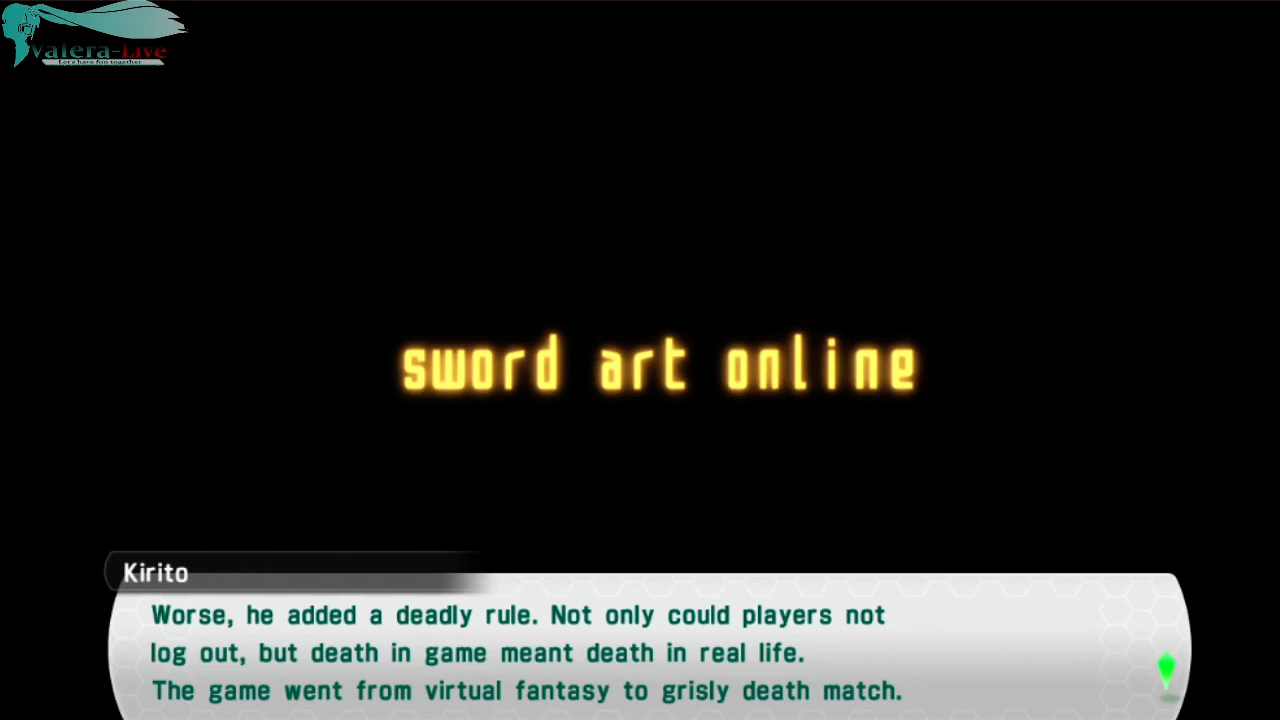 Valera-Live
Let's have fun together
sword art online
Kirito
Worse, he added a deadly rule. Not only could players not
log out, but death in game meant death in real life.
The game went from virtual fantasy to grisly death match.